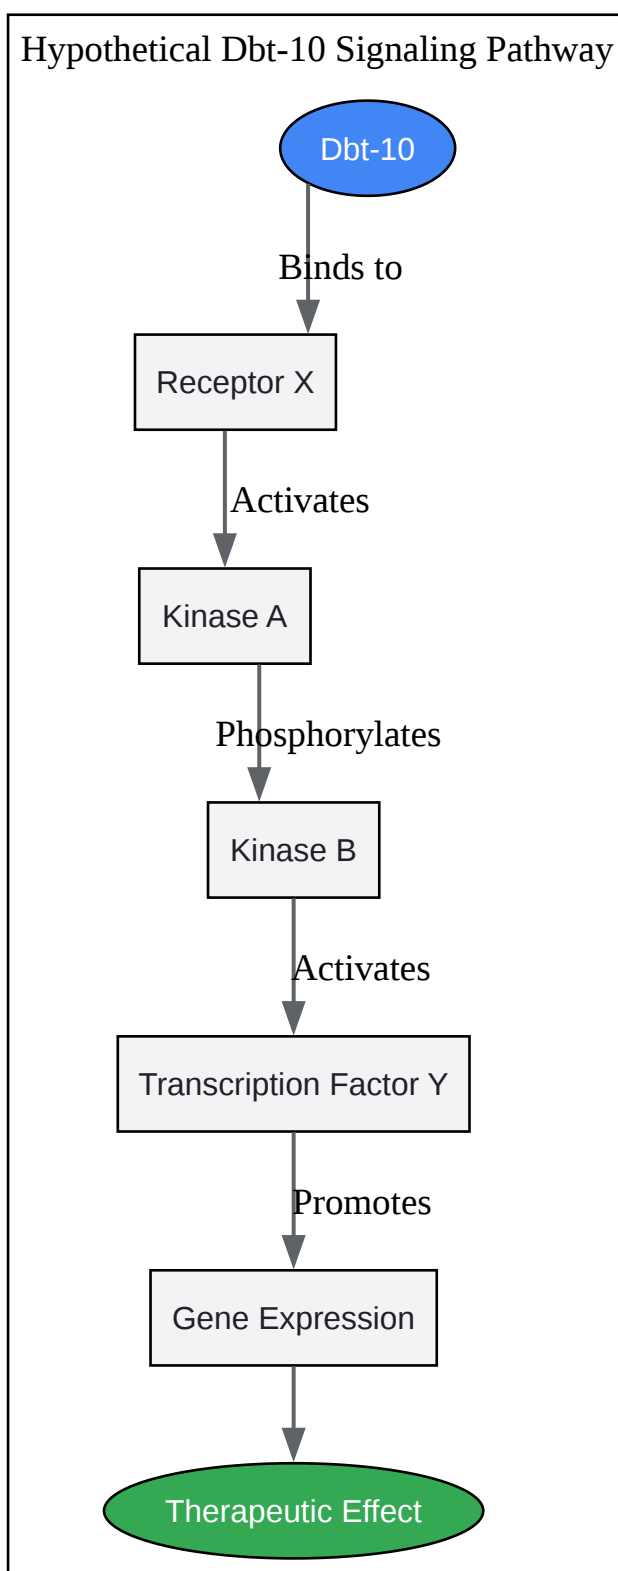 Hypothetical Dbt-10 Signaling Pathway
Dbt-10
Binds to
Receptor X
Activates
Kinase A
Phosphorylates
Kinase B
Activates
Transcription Factor Y
Promotes
Gene Expression
Therapeutic Effect